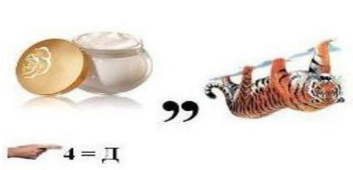 ,,
4 = Д